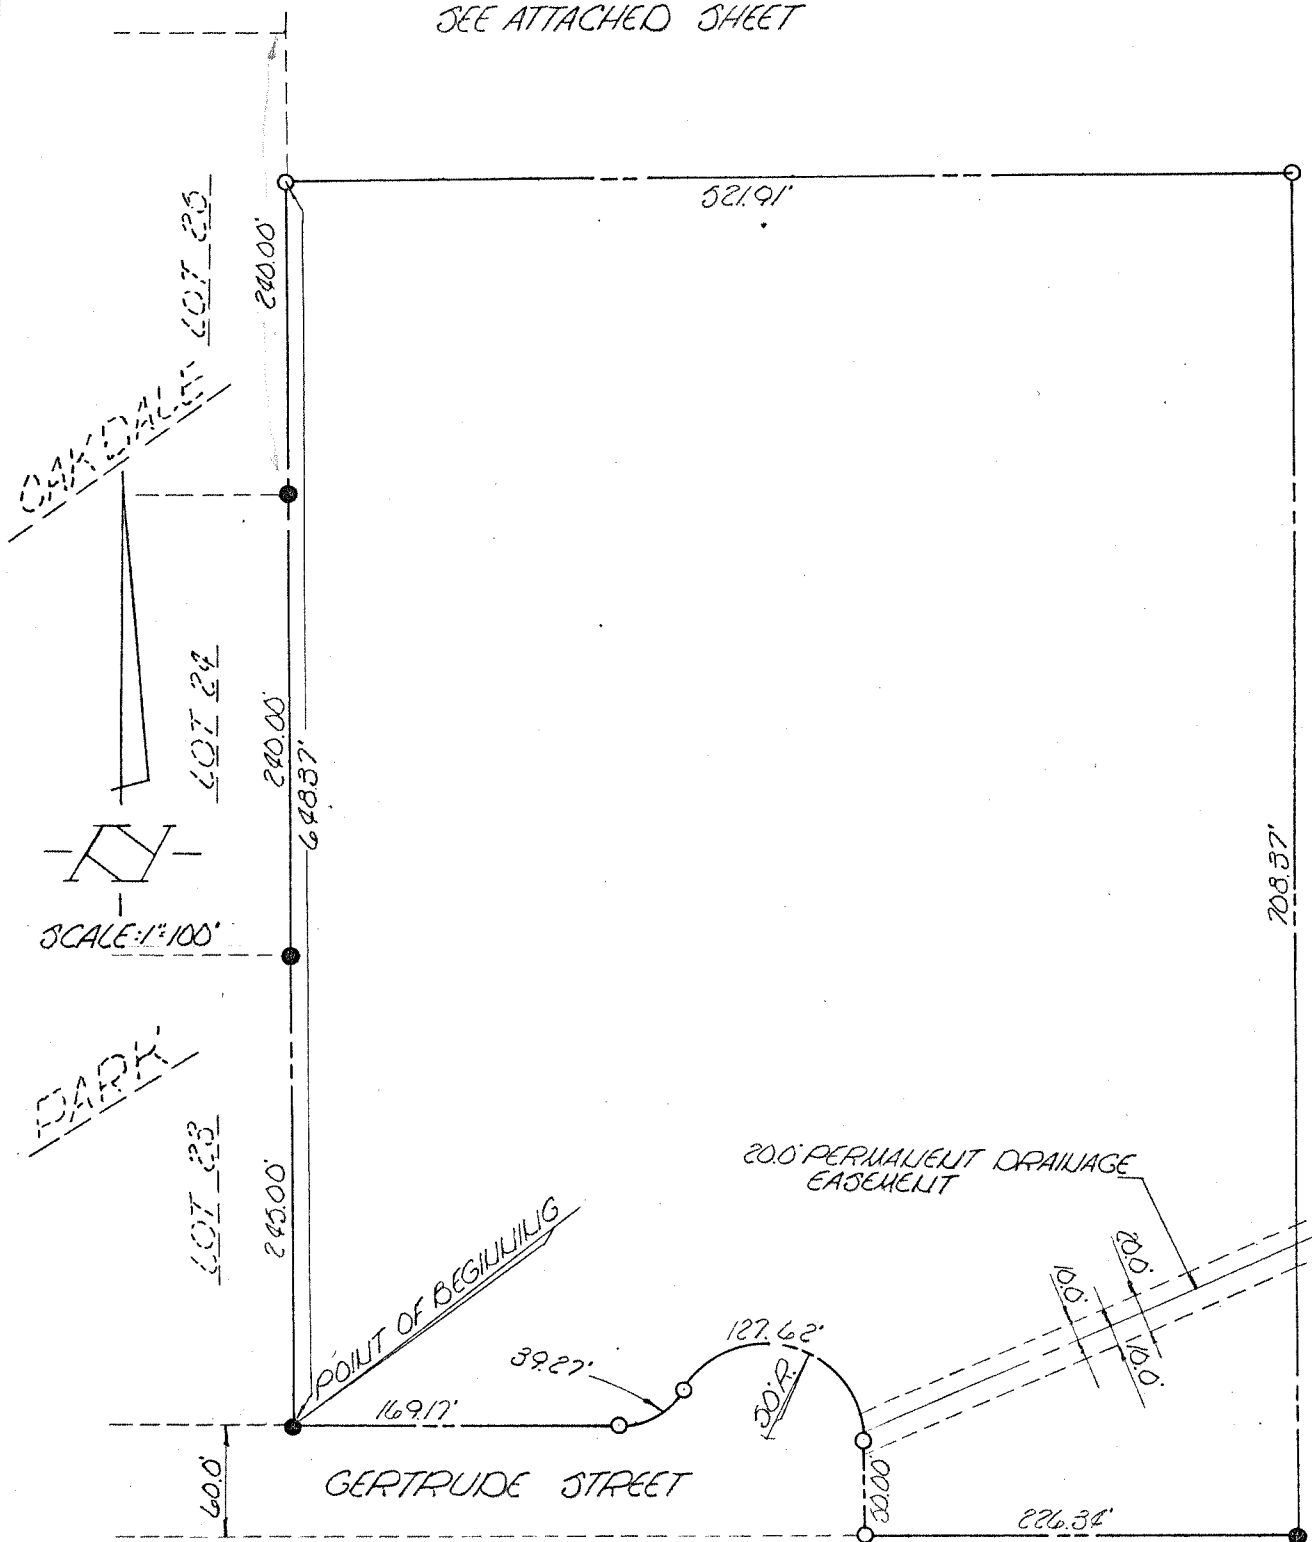 SEE ATTACHED SHEET
521.91'
LOT 25
240.00'
OAKDALE
LOT 24
240.00'
648.37'
708.37'
N
SCALE: 1"=100'
PARK
LOT 23
245.00'
20.0' PERMANENT DRAINAGE
EASEMENT
POINT OF BEGINNING
20.0'
10.0'
10.0'
127.62'
39.27'
50'R.
169.17'
60.0'
GERTRUDE STREET
50.00'
226.34'